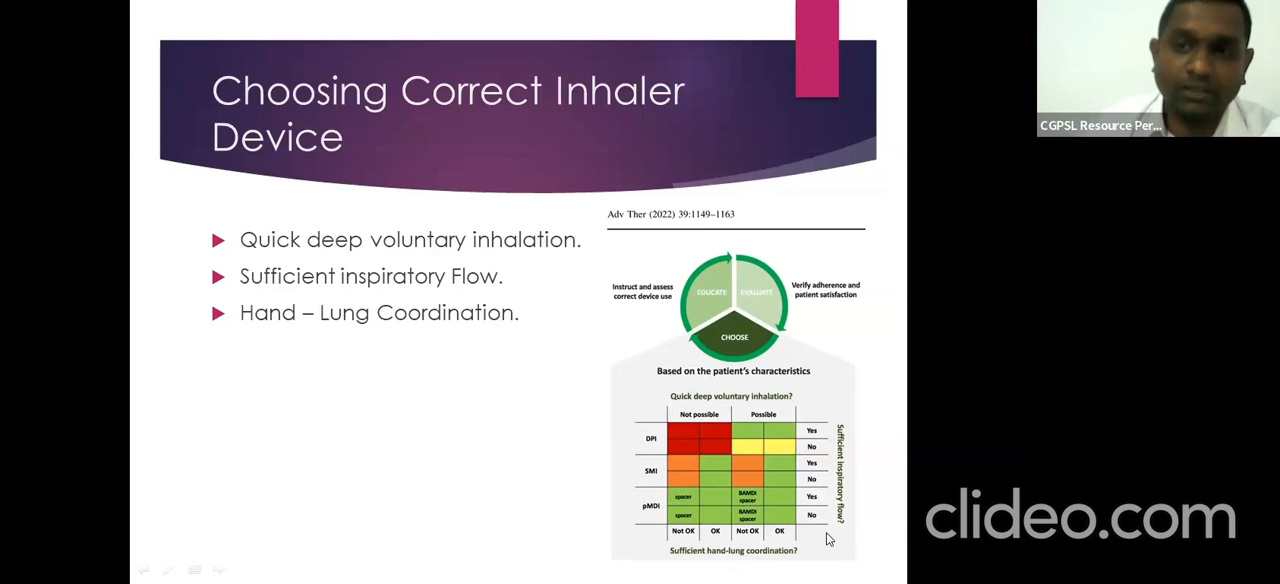 Choosing Correct Inhaler
Device
CGPSL Resource Per...
Quick deep voluntary inhalation.
Sufficient inspiratory Flow.
Hand – Lung Coordination.
Adv Ther (2022) 39:1149–1163
Instruct and assess
correct device use
EDUCATE
EVALUATE
Verify adherence and
patient satisfaction
CHOOSE
Based on the patient's characteristics
Quick deep voluntary inhalation?
Not possible Possible
DPI Yes
No
SMI Yes
No
pMDI spacer BAMDI spacer Yes
spacer BAMDI spacer No
Not OK OK Not OK OK
Sufficient inspiratory flow?
Sufficient hand-lung coordination?
clideo.com